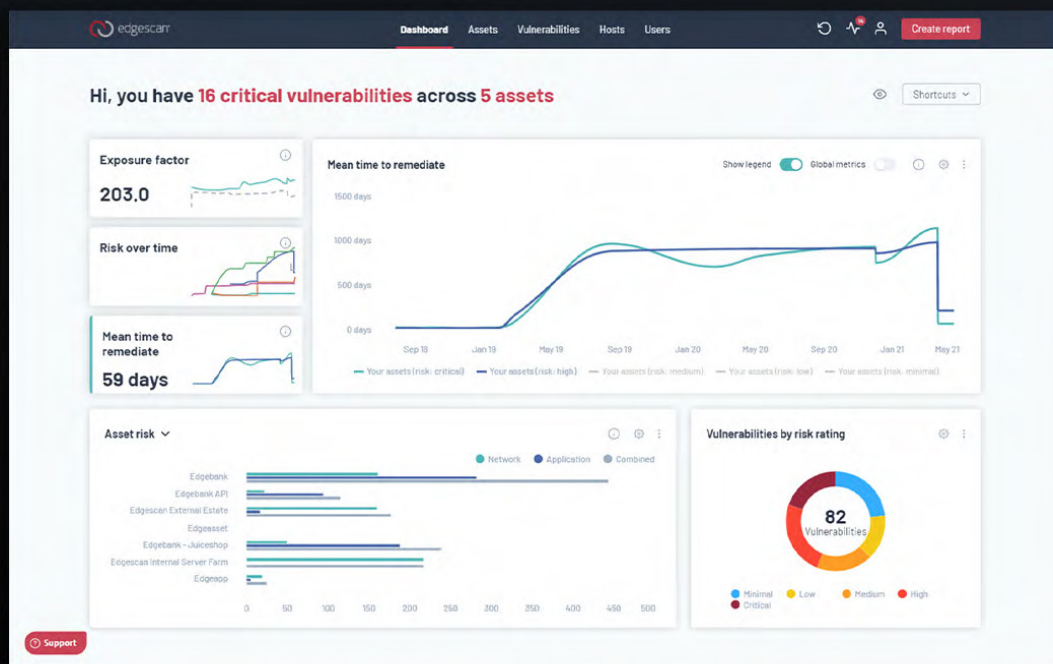 edgescan
Dashboard Assets Vulnerabilities Hosts Users
Create report
Hi, you have 16 critical vulnerabilities across 5 assets
Shortcuts
Exposure factor
203.0
Risk over time
Mean time to
remediate
59 days
Mean time to remediate
Show legend Global metrics
1500 days
1000 days
500 days
0 days
Sep 18 Jan 19 May 19 Sep 19 Jan 20 May 20 Sep 20 Jan 21 May 21
Your assets (risk: critical) Your assets (risk: high) Your assets (risk: medium) Your assets (risk: low) Your assets (risk: minimal)
Asset risk
Network Application Combined
Edgebank
Edgebank API
Edgescan External Estate
Edgeasset
Edgebank - Juiceshop
Edgescan Internal Server Farm
Edgeapp
0 50 100 150 200 250 300 350 400 450 500
Vulnerabilities by risk rating
82
Vulnerabilities
Minimal Low Medium High
Critical
Support